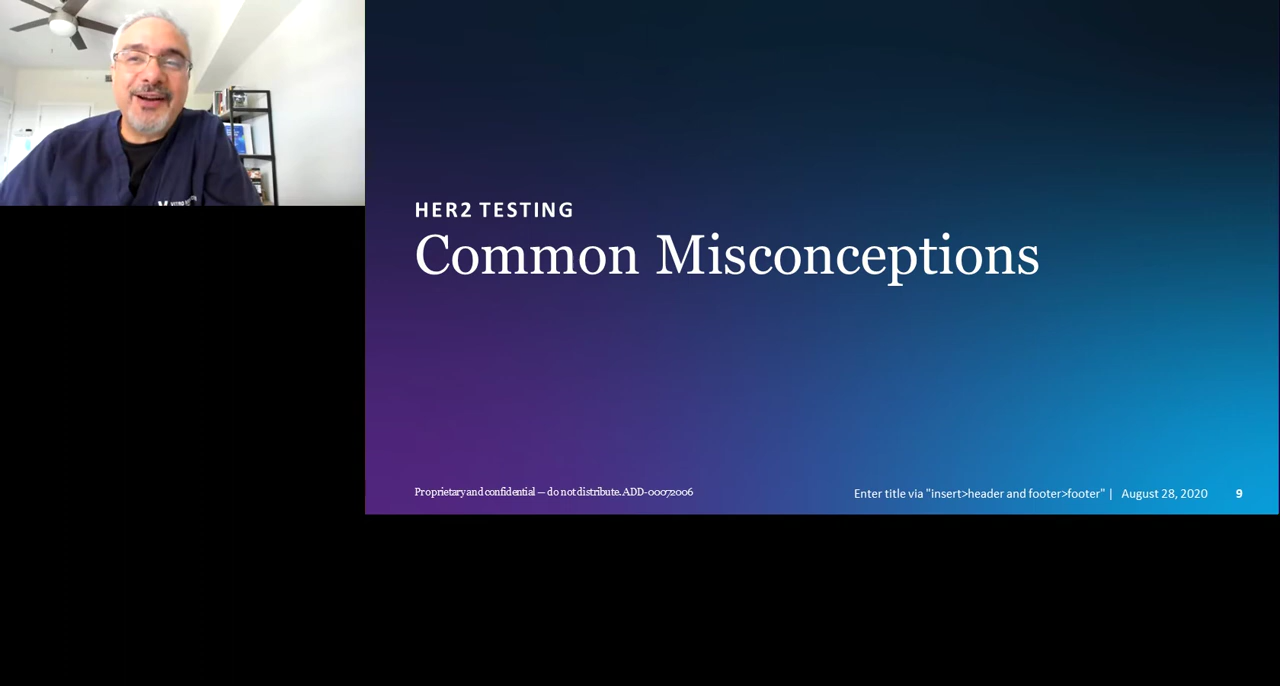 HER2 TESTING
Common Misconceptions
Proprietary and confidential — do not distribute. ADD-00072006
Enter title via "insert>header and footer>footer" | August 28, 2020 9